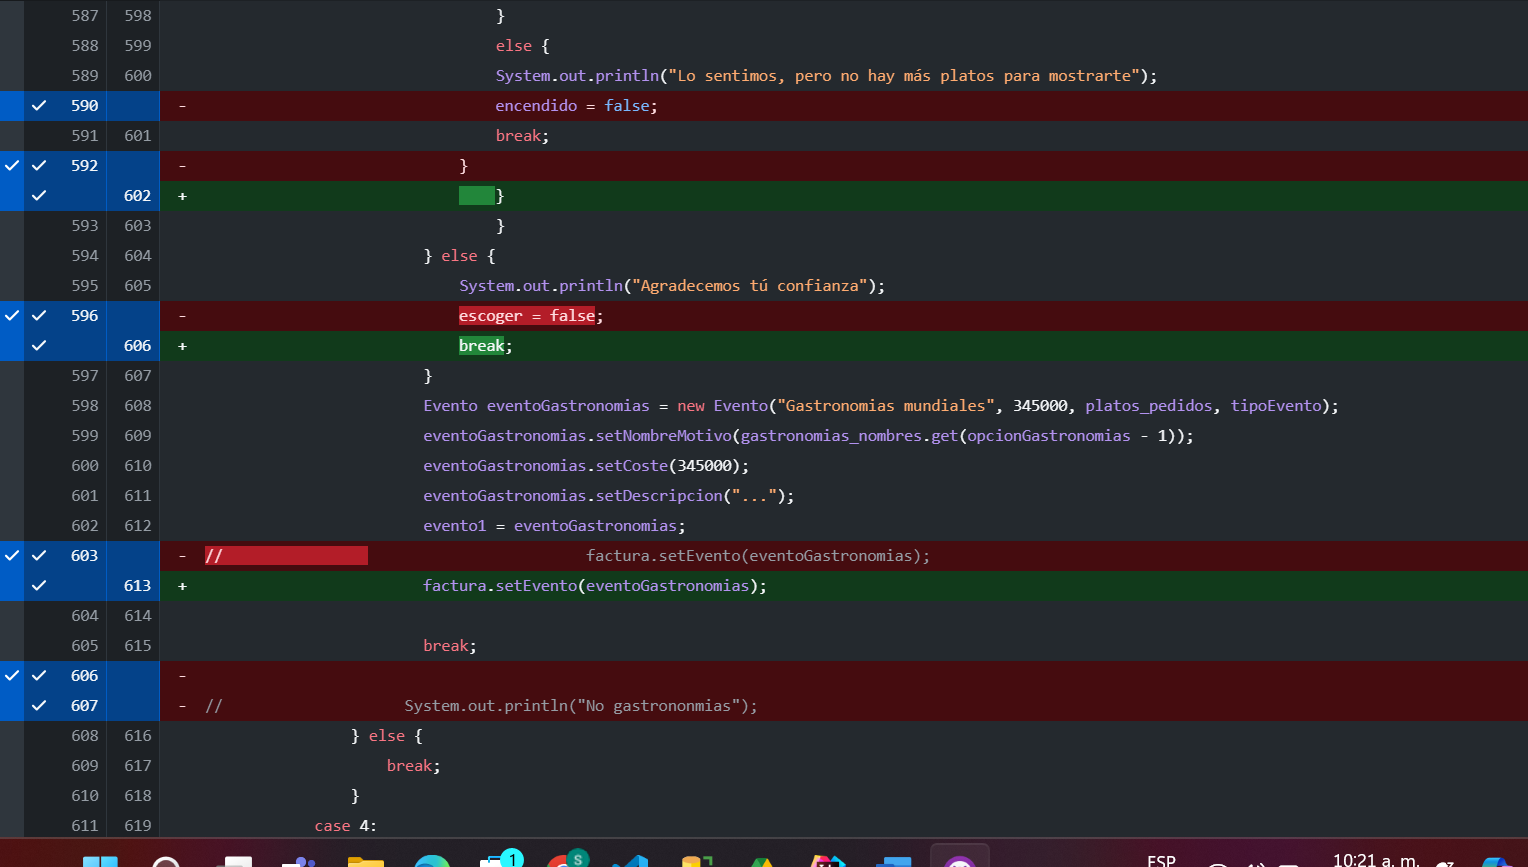 587 598 }
588 599 else {
589 600 System.out.println("Lo sentimos, pero no hay más platos para mostrarte");
590 - encendido = false;
591 601 break;
592 - }
602 + }
593 603 }
594 604 } else {
595 605 System.out.println("Agradecemos tú confianza");
596 - escoger = false;
606 + break;
597 607 }
598 608 Evento eventoGastronomias = new Evento("Gastronomias mundiales", 345000, platos_pedidos, tipoEvento);
599 609 eventoGastronomias.setNombreMotivo(gastronomias_nombres.get(opcionGastronomias - 1));
600 610 eventoGastronomias.setCoste(345000);
601 611 eventoGastronomias.setDescripcion("...");
602 612 evento1 = eventoGastronomias;
603 - // factura.setEvento(eventoGastronomias);
613 + factura.setEvento(eventoGastronomias);
604 614
605 615 break;
606 -
607 - // System.out.println("No gastrononmias");
608 616 } else {
609 617 break;
610 618 }
611 619 case 4:
1 S ESP 10:21 a. m.